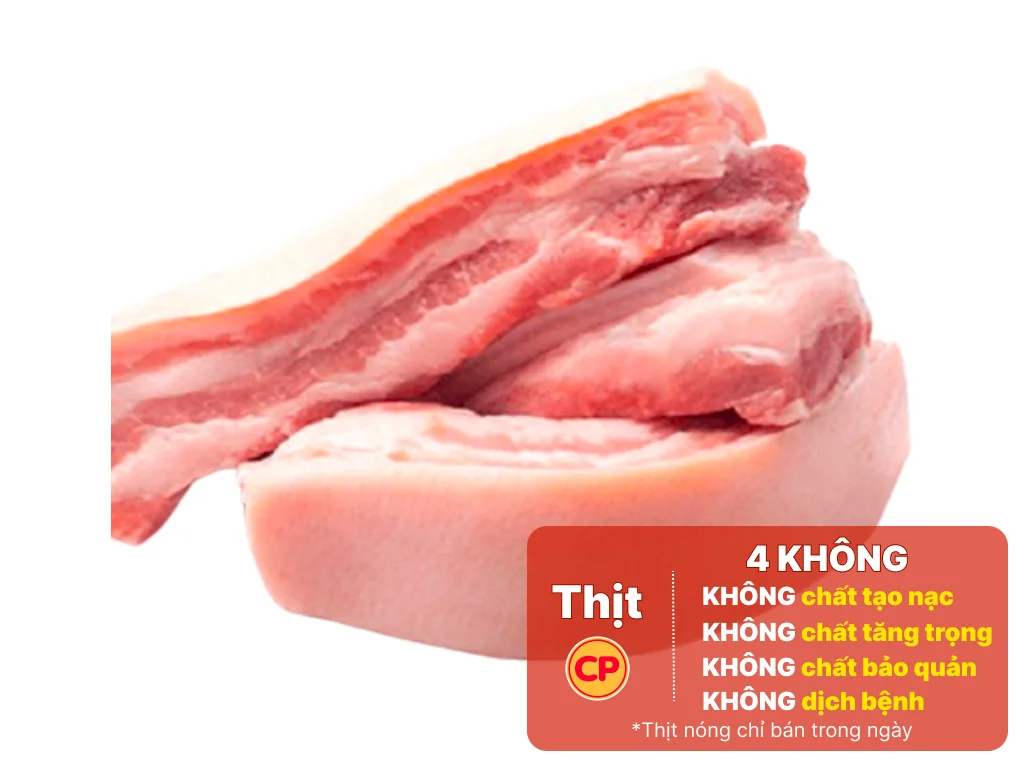 4 KHÔNG
Thịt
CP
KHÔNG chất tạo nạc
KHÔNG chất tăng trọng
KHÔNG chất bảo quản
KHÔNG dịch bệnh
*Thịt nóng chỉ bán trong ngày